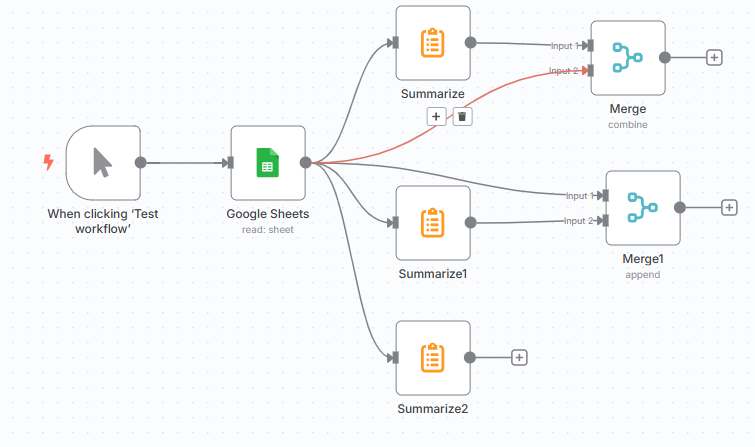 Summarize
Input 1
Input 2
Merge
combine
When clicking ‘Test
workflow’
Google Sheets
read: sheet
Input 1
Input 2
Summarize1
Merge1
append
Summarize2